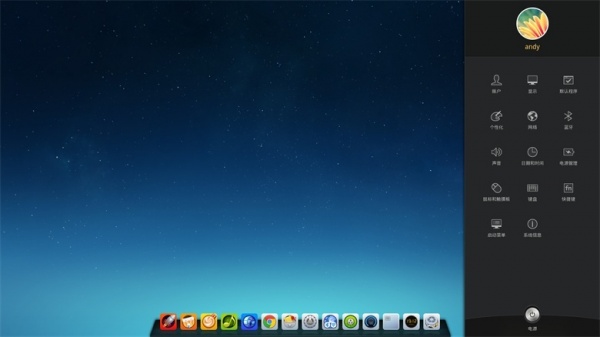 andy
账户
显示
默认程序
个性化
网络
蓝牙
声音
日期和时间
电源管理
鼠标和触摸板
键盘
快捷键
启动菜单
系统信息
电源